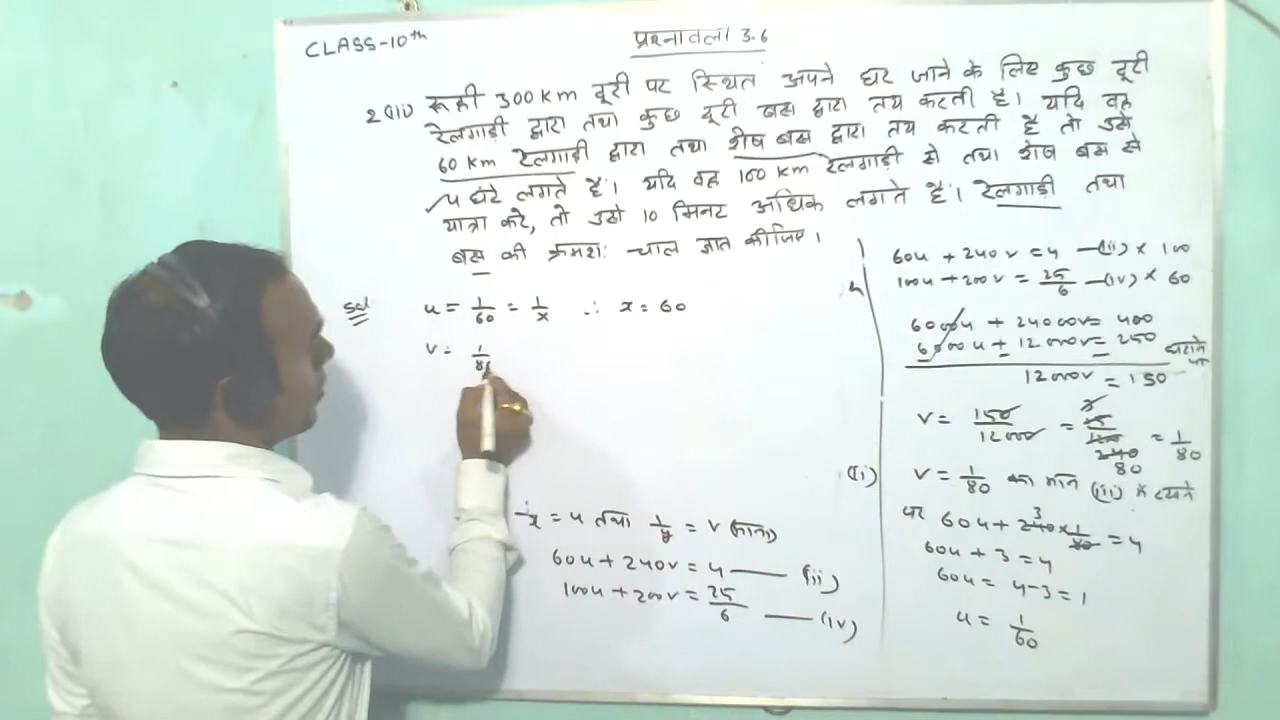 CLASS-10th
प्रश्नावली 3.6
2(iii) रूही 300km दूरी पर स्थित अपने घर जाने के लिए कुछ दूरी
रेलगाड़ी द्वारा तथा कुछ दूरी बस द्वारा तय करती है। यदि वह
60 km रेलगाड़ी द्वारा तथा शेष बस द्वारा तय करती है तो उसे
4 घंटे लगते हैं। यदि वह 100 km रेलगाड़ी से तथा शेष बस से
यात्रा करे, तो उसे 10 मिनट अधिक लगते हैं। रेलगाड़ी तथा
बस की क्रमशः चाल ज्ञात कीजिए।
Sol
u = 1/60 = 1/x ∴ x = 60
v = 1/8
1/x = u तथा 1/y = v (माना)
60u + 240v = 4 — (iii)
100u + 200v = 25/6 — (iv)
60u + 240v = 4 —(iii) × 100
100u + 200v = 25/6 —(iv) × 60
6000u + 24000v = 400
6000u + 12000v = 250
घटाने पर
12000v = 150
v = 150/12000 = 1/80
v = 1/80 का मान (iii) में रखने
पर 60u + 240 × 1/80 = 4
60u + 3 = 4
60u = 4-3 = 1
u = 1/60